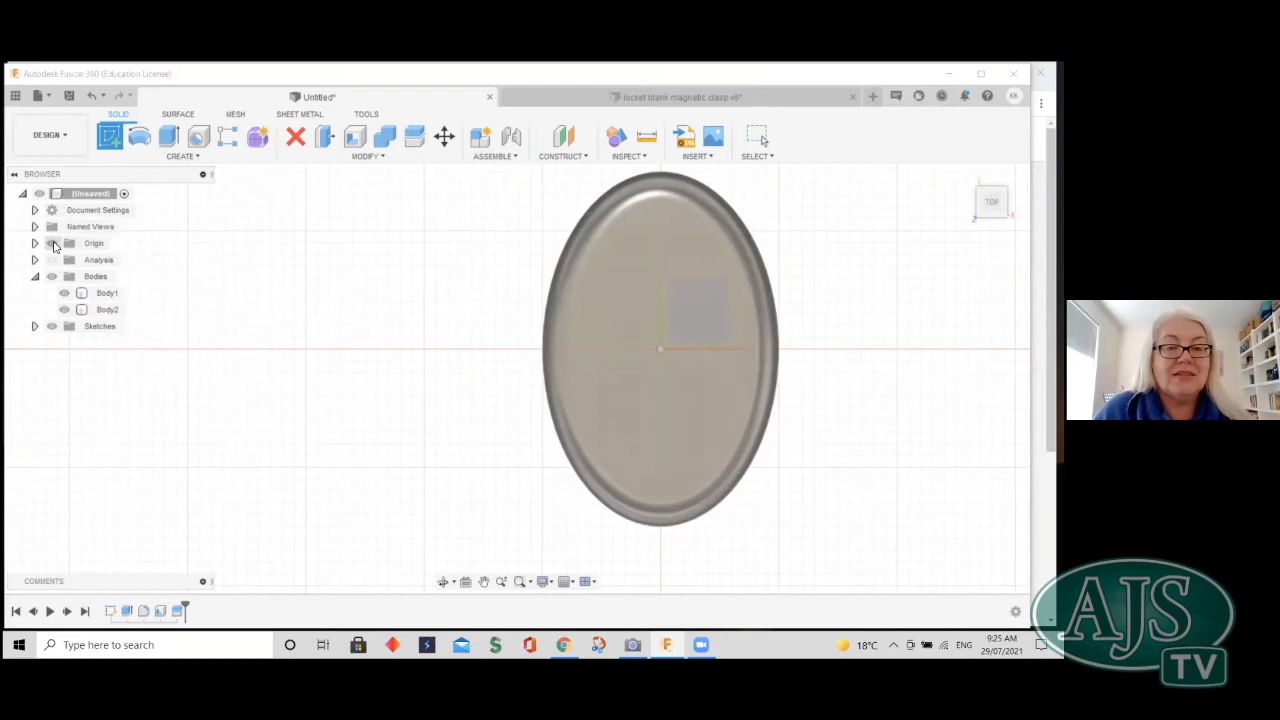 Autodesk Fusion 360 (Education License)
Untitled*
locket blank magnetic clasp v6*
KK
SOLID SURFACE MESH SHEET METAL TOOLS
DESIGN
CREATE MODIFY ASSEMBLE CONSTRUCT INSPECT INSERT SELECT
BROWSER
(Unsaved)
Document Settings
Named Views
Origin
Analysis
Bodies
Body1
Body2
Sketches
TOP
Z
X
COMMENTS
Type here to search
18°C
ENG
9:25 AM
29/07/2021
AJS
TV